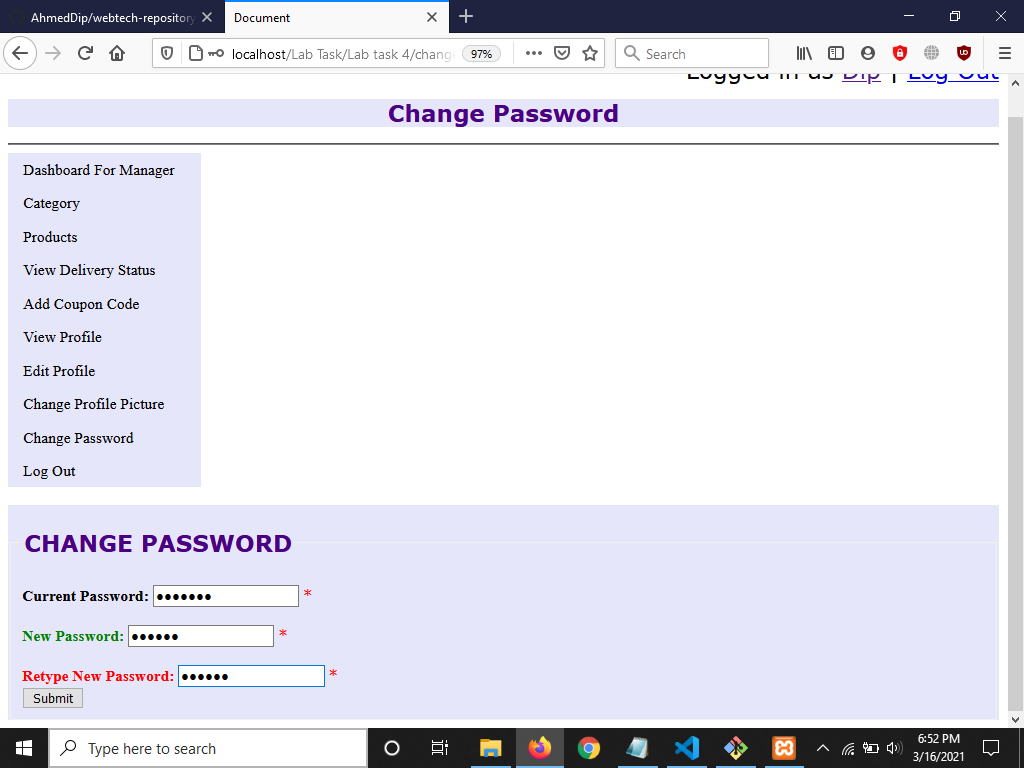 AhmedDip/webtech-repository
Document
localhost/Lab Task/Lab task 4/chang
97%
Search
Logged in as Dip | Log Out
Change Password
Dashboard For Manager
Category
Products
View Delivery Status
Add Coupon Code
View Profile
Edit Profile
Change Profile Picture
Change Password
Log Out
CHANGE PASSWORD
Current Password: ••••••• *
New Password: •••••• *
Retype New Password: •••••• *
Submit
Type here to search
6:52 PM
3/16/2021